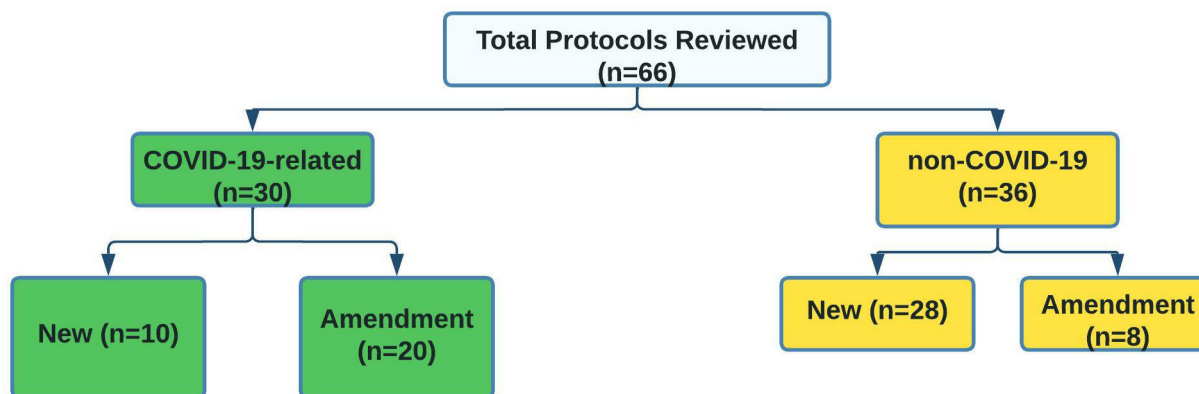 Total Protocols Reviewed
(n=66)
COVID-19-related
(n=30)
non-COVID-19
(n=36)
New (n=10)
Amendment
(n=20)
New (n=28)
Amendment
(n=8)